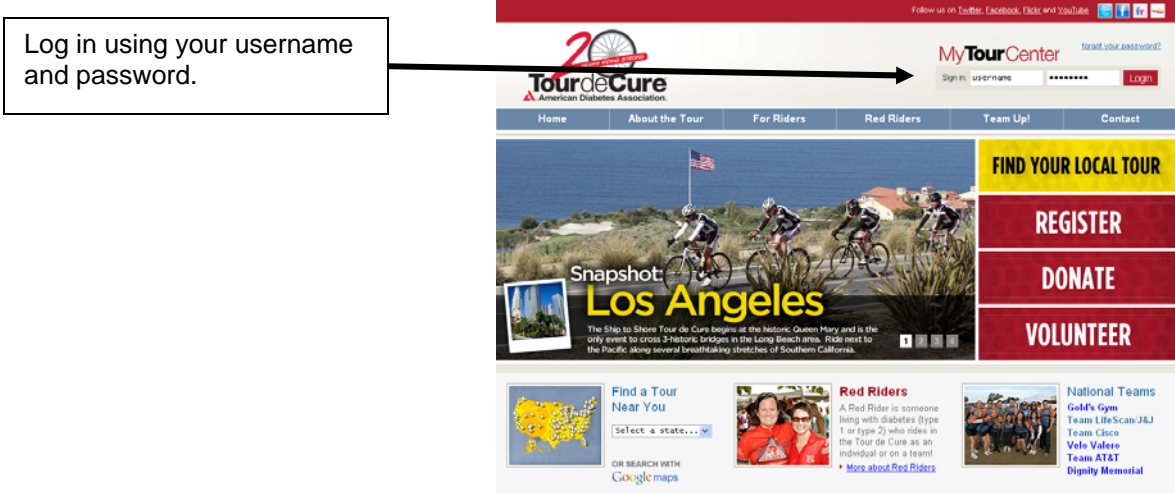 Log in using your username
and password.
Follow us on Twitter, Facebook, Flickr and YouTube
20
TourdeCure
American Diabetes Association.
MyTourCenter
forgot your password?
Sign in: username •••••••• Login
Home About the Tour For Riders Red Riders Team Up! Contact
FIND YOUR LOCAL TOUR
REGISTER
DONATE
VOLUNTEER
Snapshot:
Los Angeles
The Ship to Shore Tour de Cure begins at the historic Queen Mary and is the
only event to cross 3-historic bridges in the Long Beach area. Ride next to
the Pacific along several breathtaking stretches of Southern California.
1 2 3 4
Find a Tour
Near You
Select a state...
OR SEARCH WITH
Google maps
Red Riders
A Red Rider is someone
living with diabetes (type
1 or type 2) who rides in
the Tour de Cure as an
individual or on a team!
More about Red Riders
National Teams
Gold's Gym
Team LifeScan/J&J
Team Cisco
Velo Valero
Team AT&T
Dignity Memorial